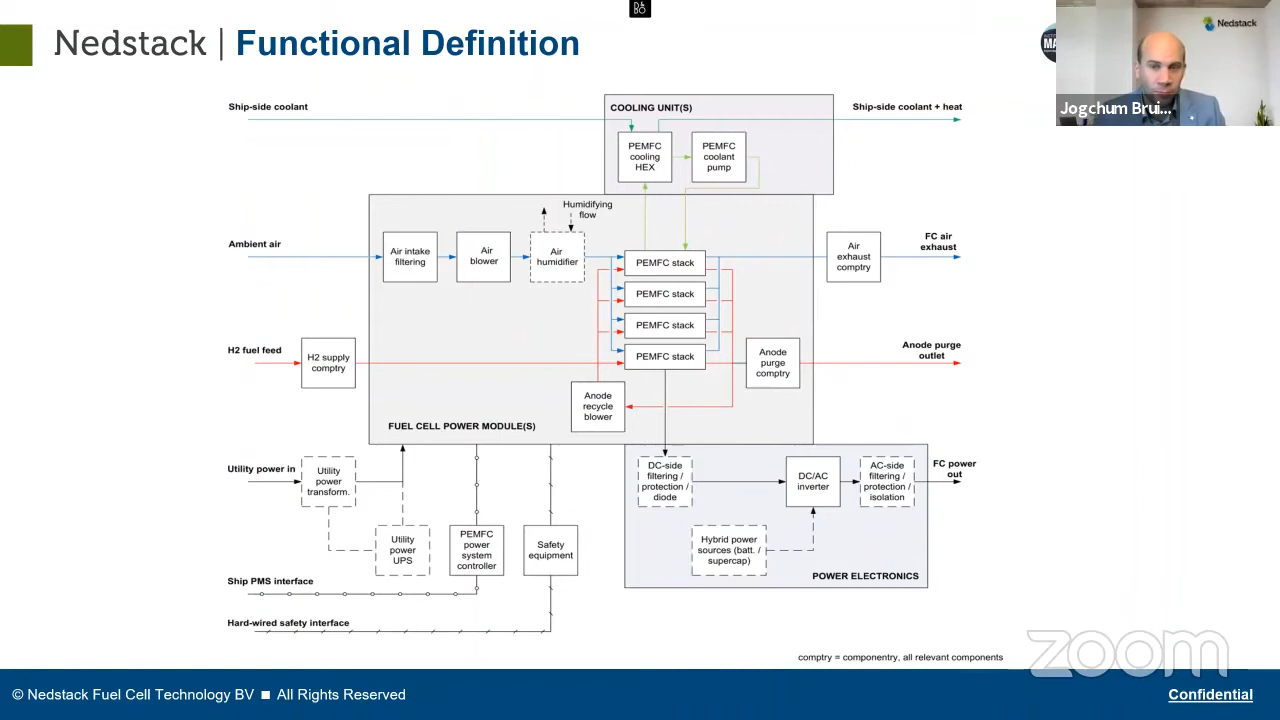 B&O
Nedstack | Functional Definition
MA
Nedstack
Jogchum Brui...
Ship-side coolant
COOLING UNIT(S)
Ship-side coolant + heat
PEMFC
cooling
HEX
PEMFC
coolant
pump
Humidifying
flow
Ambient air
Air intake
filtering
Air
blower
Air
humidifier
PEMFC stack
PEMFC stack
PEMFC stack
PEMFC stack
Air
exhaust
comptry
FC air
exhaust
H2 fuel feed
H2 supply
comptry
Anode
purge
comptry
Anode purge
outlet
Anode
recycle
blower
FUEL CELL POWER MODULE(S)
Utility power in
Utility
power
transform.
DC-side
filtering /
protection /
diode
DC/AC
inverter
AC-side
filtering /
protection /
isolation
FC power
out
Utility
power
UPS
PEMFC
power
system
controller
Safety
equipment
Hybrid power
sources (batt. /
supercap)
POWER ELECTRONICS
Ship PMS interface
Hard-wired safety interface
comptry = componentry, all relevant components
zoom
© Nedstack Fuel Cell Technology BV ■ All Rights Reserved
Confidential